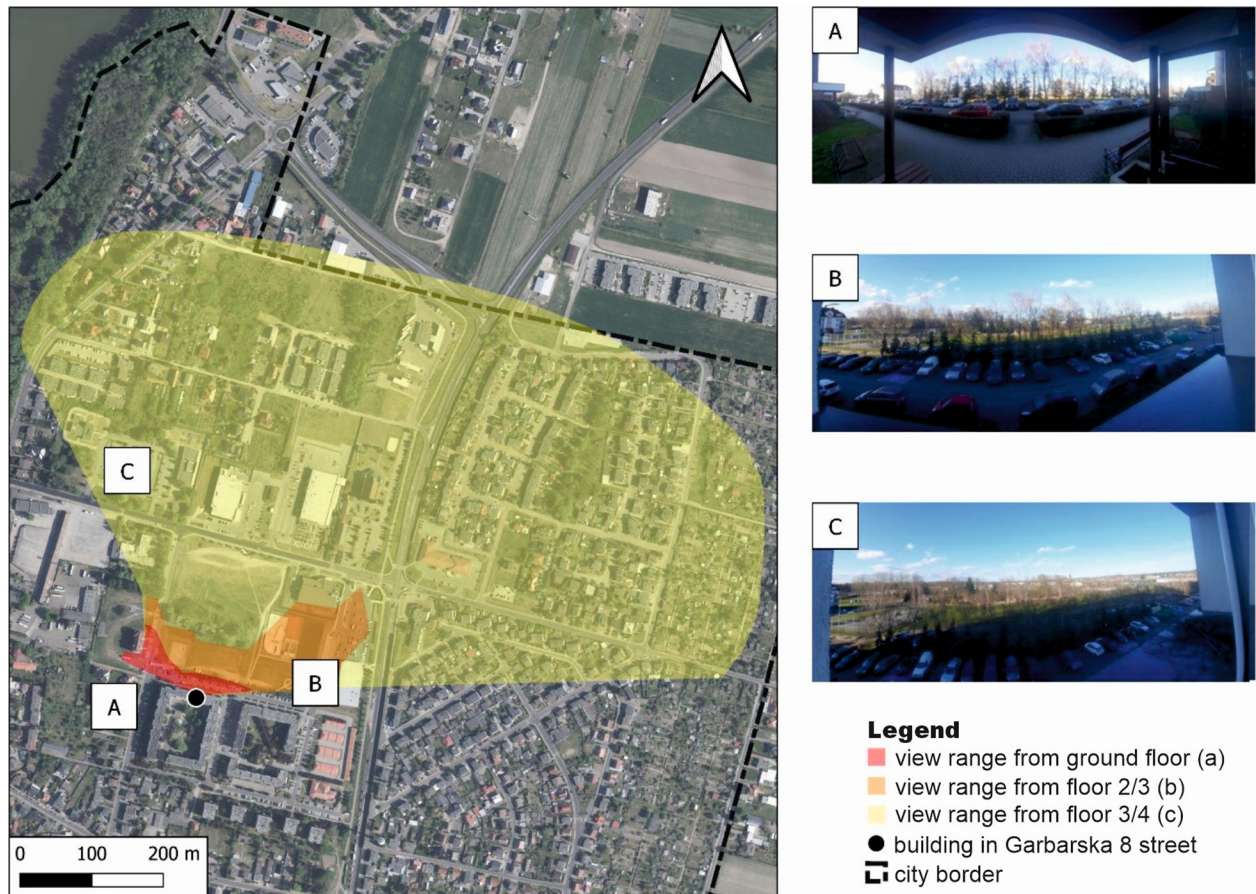 A
B
C
C
B
A
0 100 200 m
Legend
view range from ground floor (a)
view range from floor 2/3 (b)
view range from floor 3/4 (c)
building in Garbarska 8 street
city border